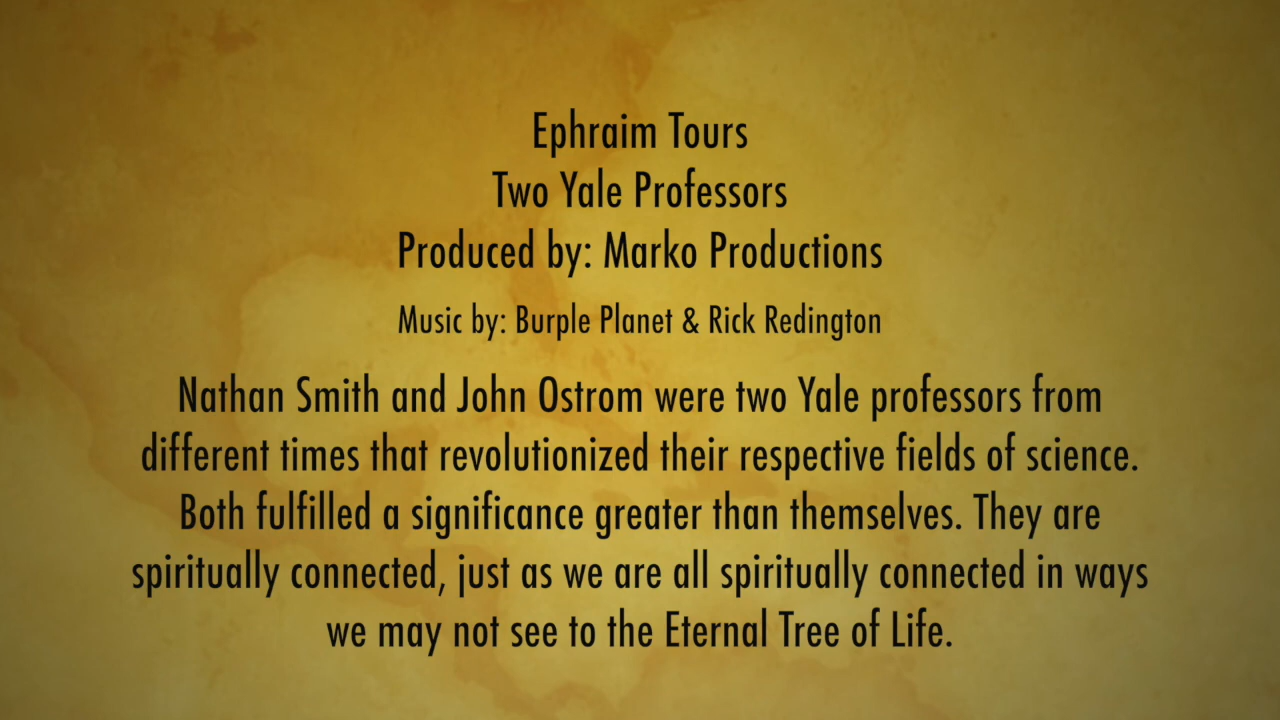 Ephraim Tours
Two Yale Professors
Produced by: Marko Productions
Music by: Burple Planet & Rick Redington
Nathan Smith and John Ostrom were two Yale professors from
different times that revolutionized their respective fields of science.
Both fulfilled a significance greater than themselves. They are
spiritually connected, just as we are all spiritually connected in ways
we may not see to the Eternal Tree of Life.